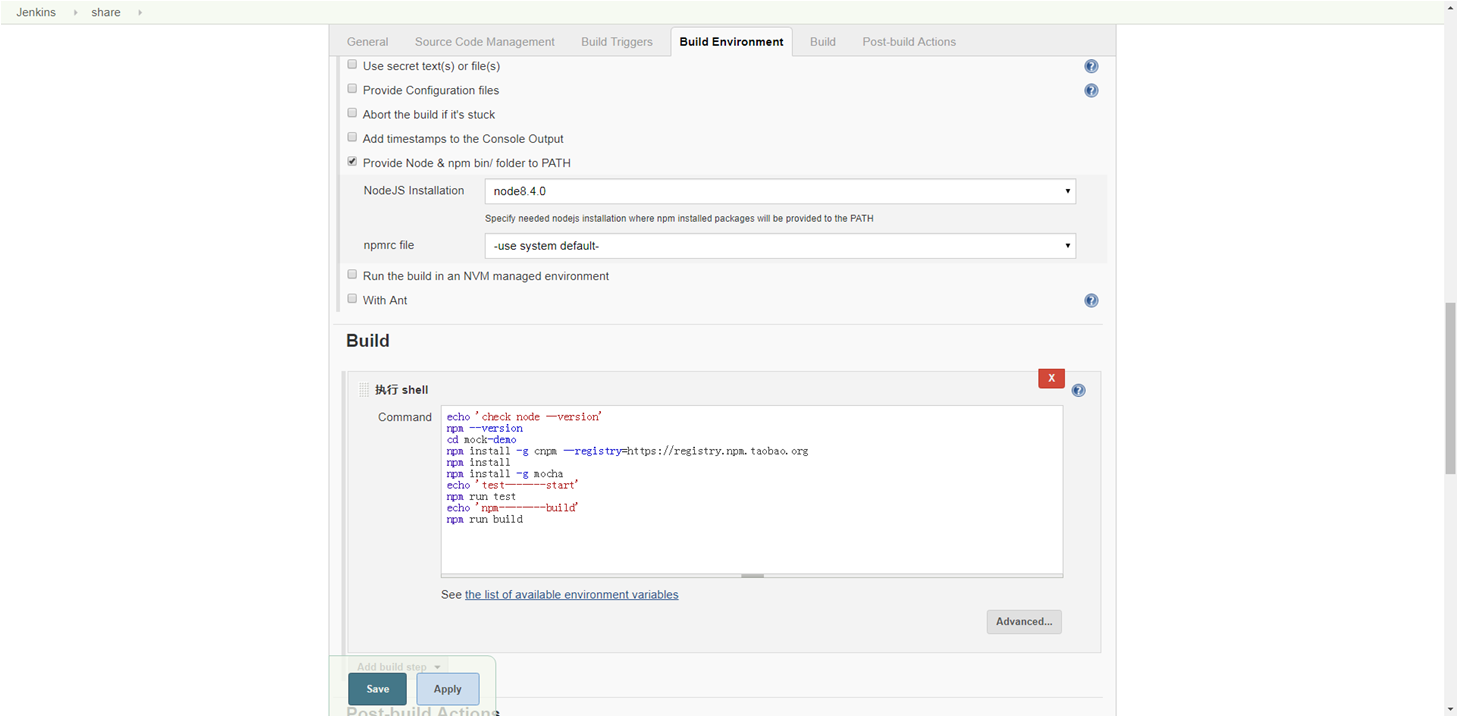 Jenkins
share
General
Source Code Management
Build Triggers
Build Environment
Build
Post-build Actions
Use secret text(s) or file(s)
Provide Configuration files
Abort the build if it's stuck
Add timestamps to the Console Output
Provide Node & npm bin/ folder to PATH
NodeJS Installation
node8.4.0
Specify needed nodejs installation where npm installed packages will be provided to the PATH
npmrc file
-use system default-
Run the build in an NVM managed environment
With Ant
Build
X
执行 shell
Command
echo 'check node --version'
npm --version
cd mock-demo
npm install -g cnpm --registry=https://registry.npm.taobao.org
npm install
npm install -g mocha
echo 'test-------start'
npm run test
echo 'npm--------build'
npm run build
See the list of available environment variables
Advanced...
Add build step
Save
Apply
Post-build Actions